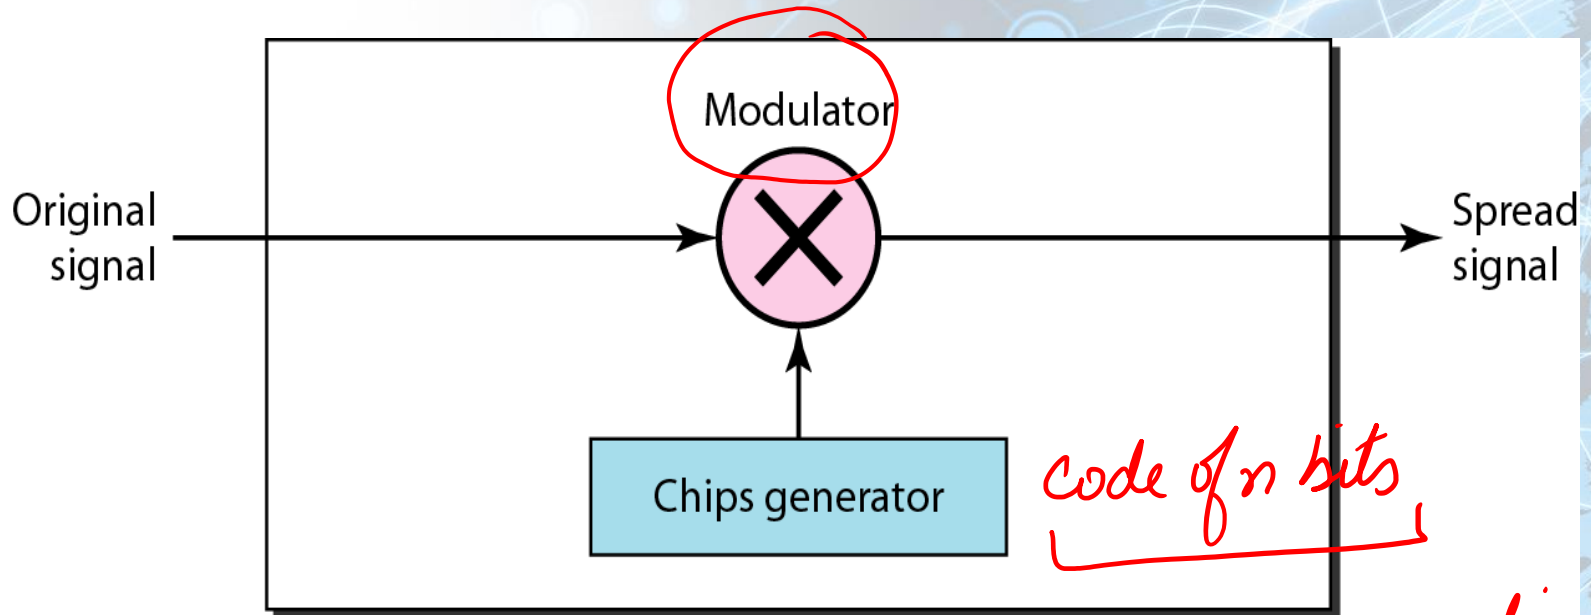 Modulator
Original
signal
Spread
signal
Chips generator
code of n bits